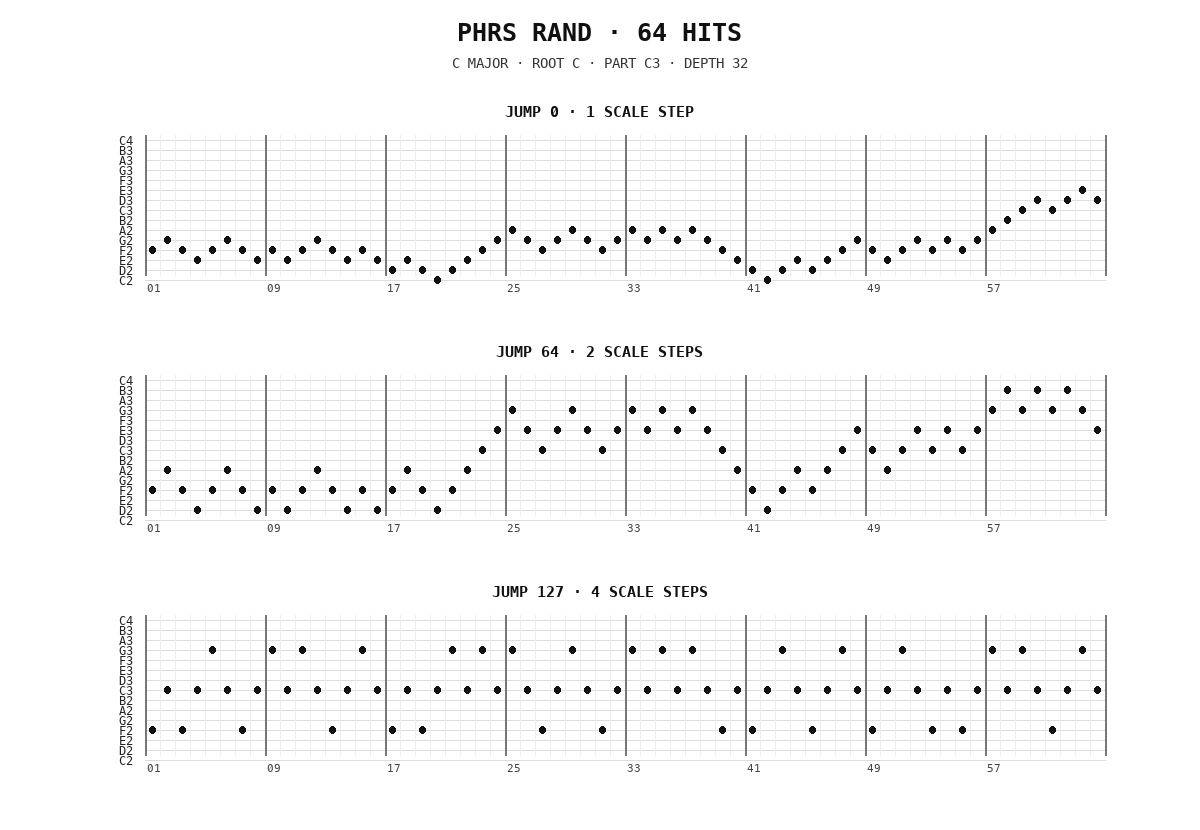 PHRS RAND · 64 HITS
C MAJOR · ROOT C · PART C3 · DEPTH 32
JUMP 0 · 1 SCALE STEP
C4
B3
A3
G3
F3
E3
D3
C3
B2
A2
G2
F2
E2
D2
C2
01 09 17 25 33 41 49 57
JUMP 64 · 2 SCALE STEPS
C4
B3
A3
G3
F3
E3
D3
C3
B2
A2
G2
F2
E2
D2
C2
01 09 17 25 33 41 49 57
JUMP 127 · 4 SCALE STEPS
C4
B3
A3
G3
F3
E3
D3
C3
B2
A2
G2
F2
E2
D2
C2
01 09 17 25 33 41 49 57